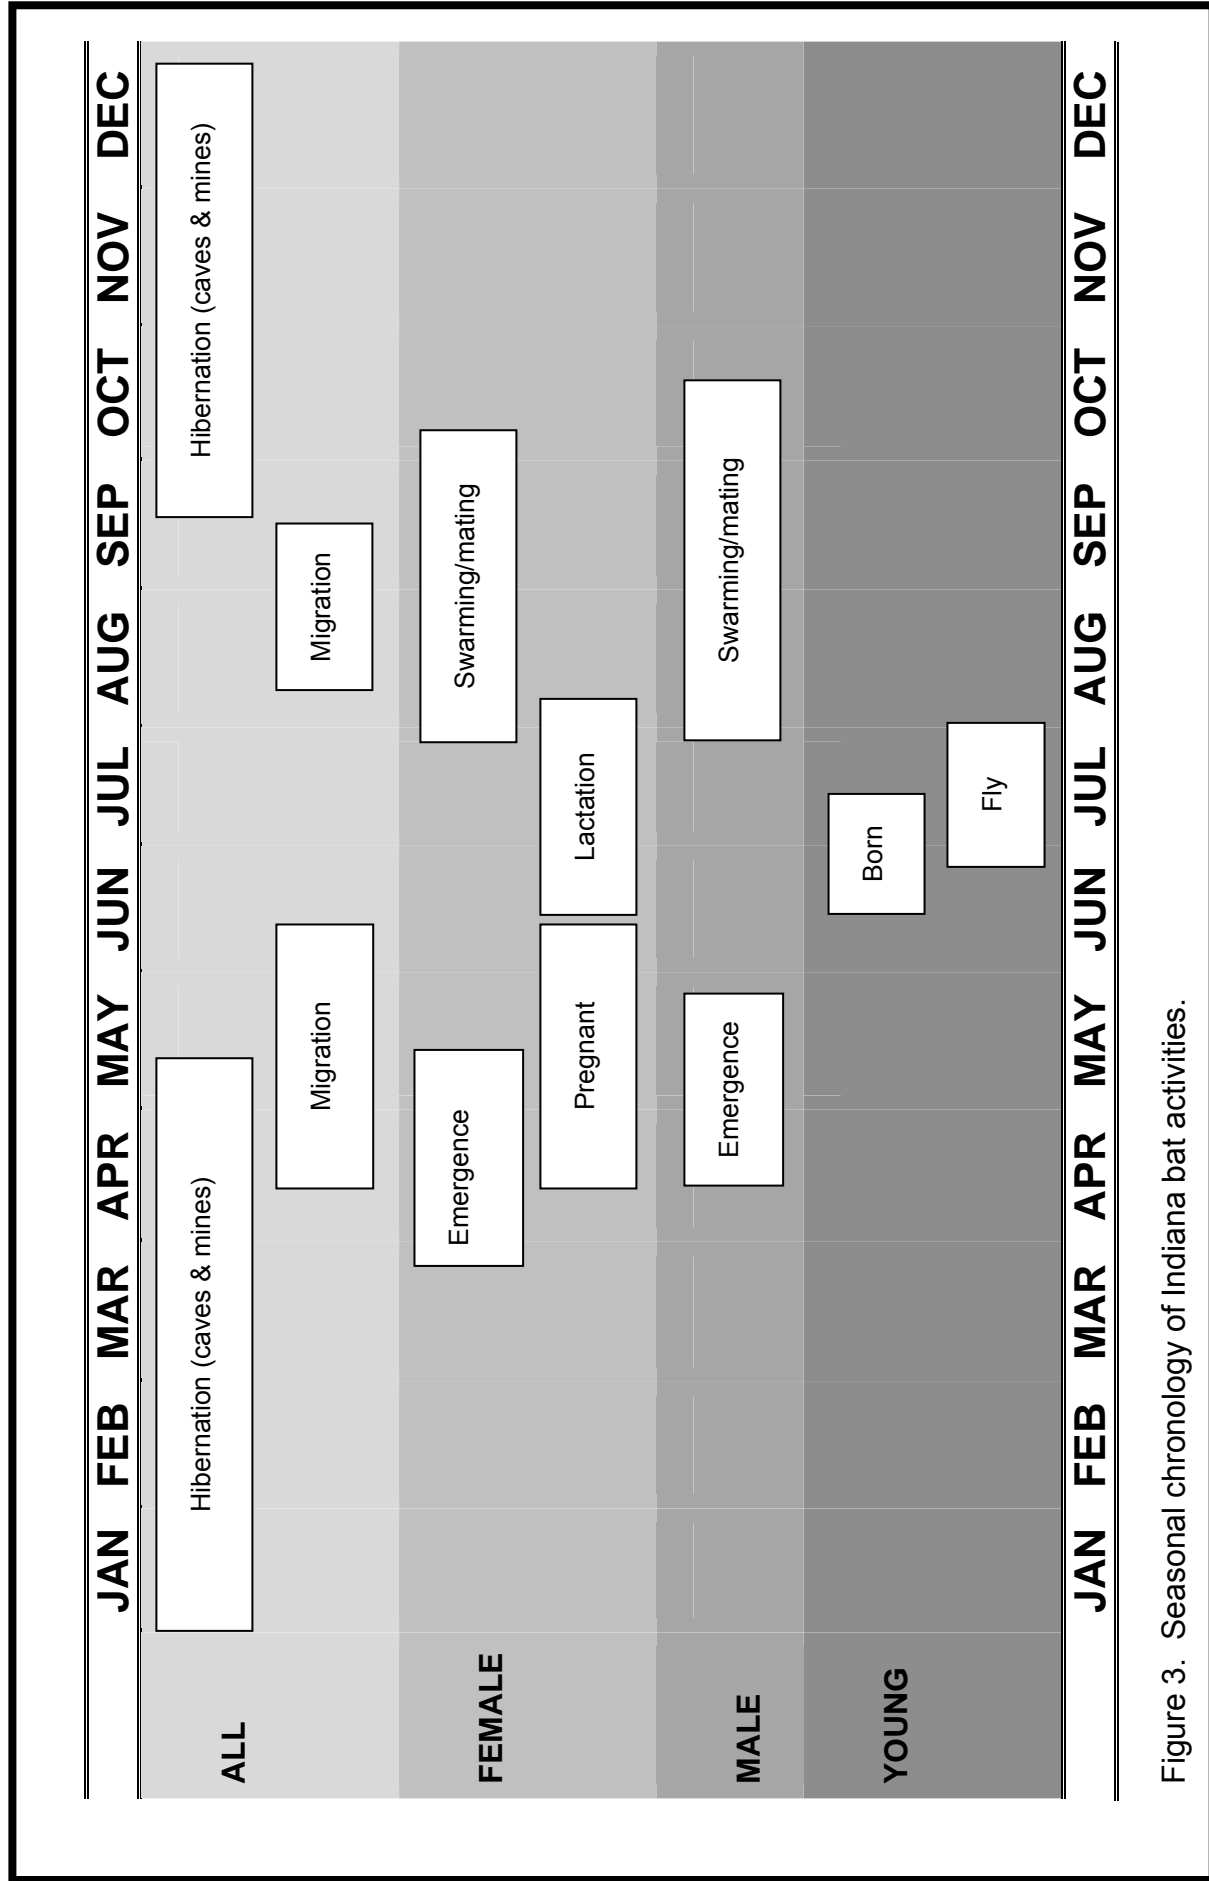 JAN FEB MAR APR MAY JUN JUL AUG SEP OCT NOV DEC
ALL
Hibernation (caves & mines)
Hibernation (caves & mines)
Migration
Migration
FEMALE
Emergence
Swarming/mating
Pregnant
Lactation
MALE
Emergence
Swarming/mating
YOUNG
Born
Fly
JAN FEB MAR APR MAY JUN JUL AUG SEP OCT NOV DEC
Figure 3. Seasonal chronology of Indiana bat activities.